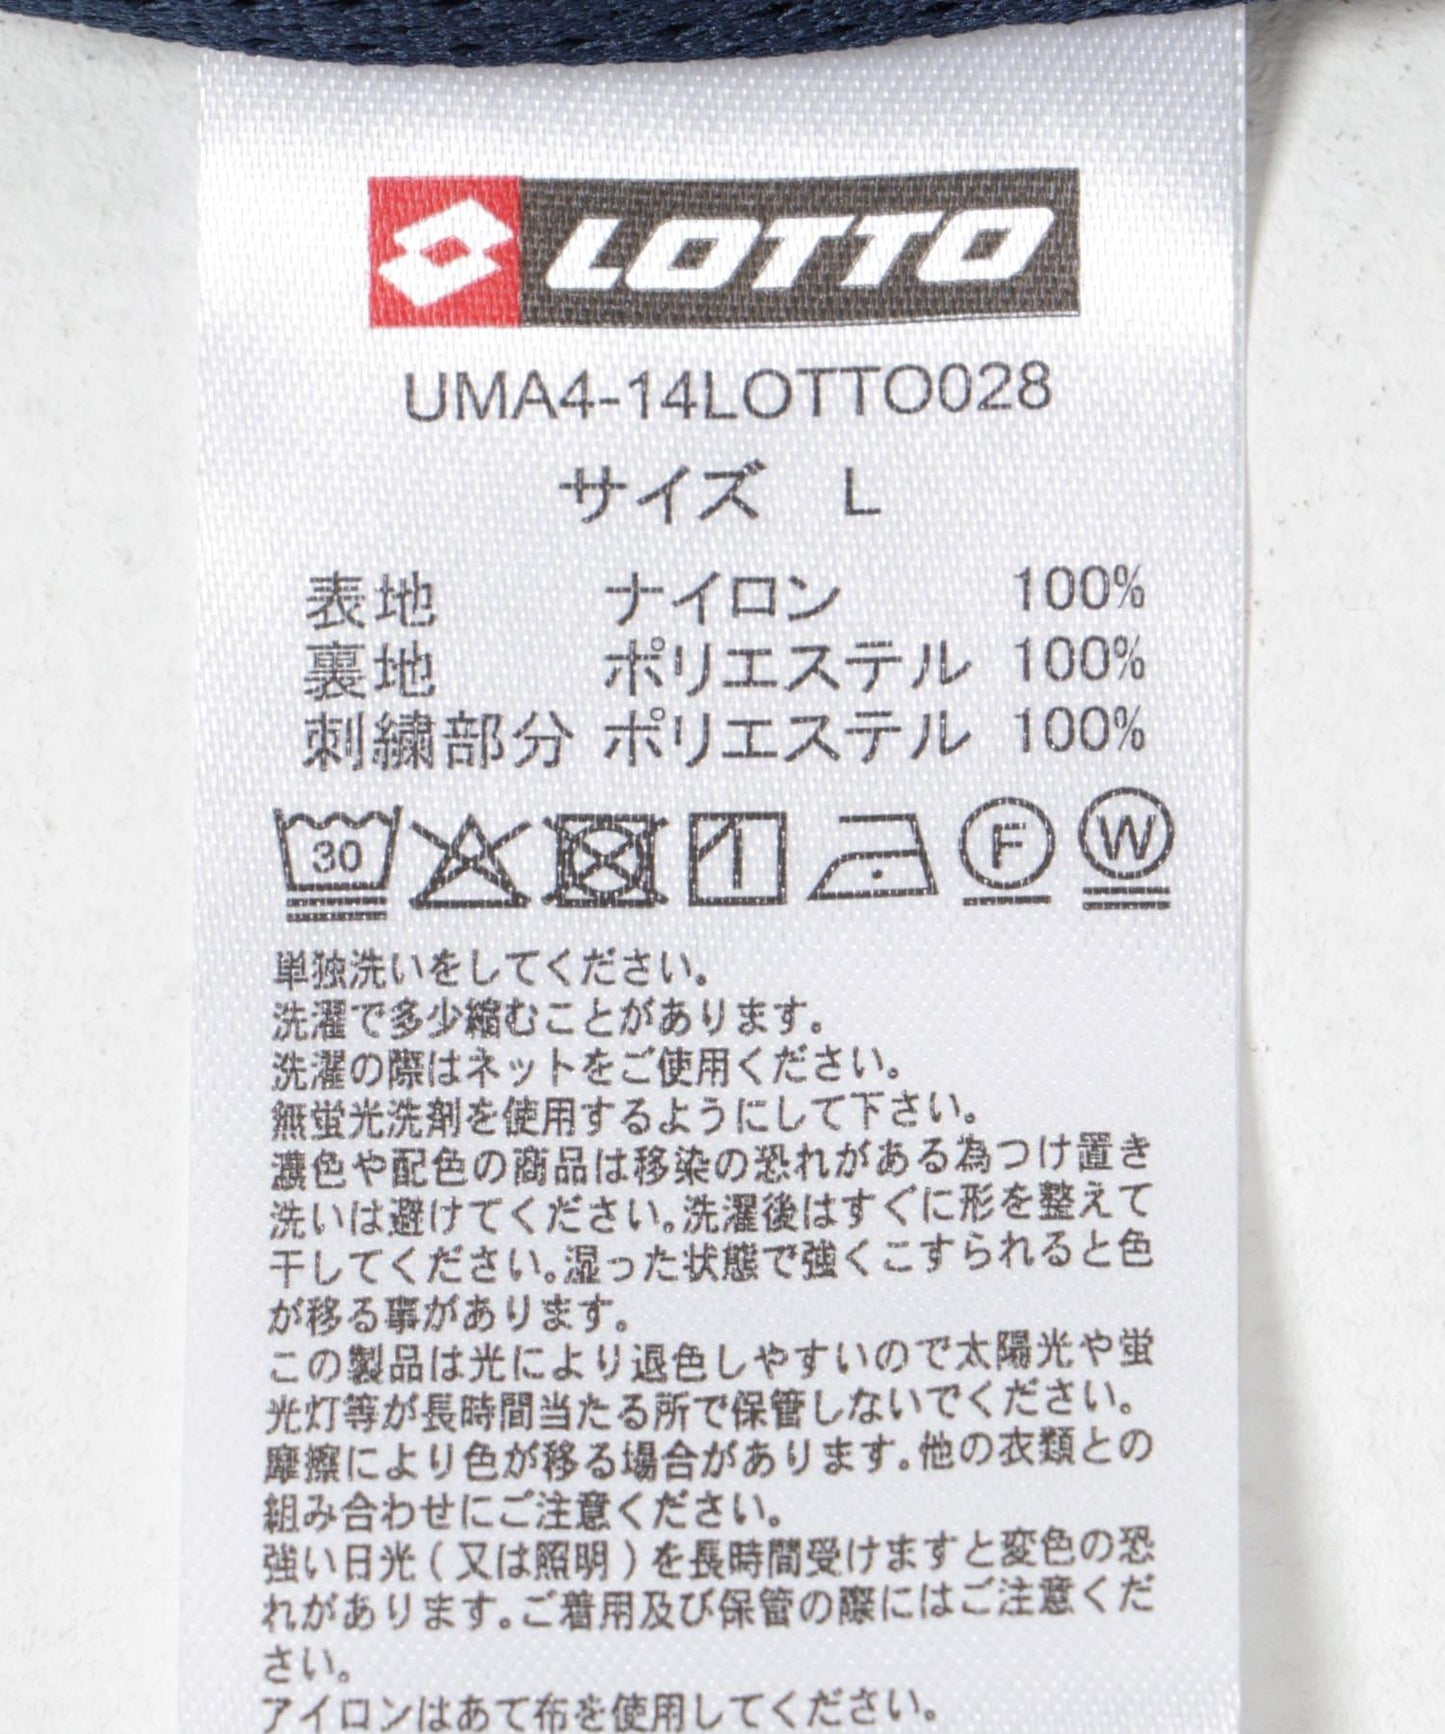 LOTTO
UMA4-14LOTTO028
サイズ L
表地 ナイロン 100%
裏地 ポリエステル 100%
刺繍部分 ポリエステル 100%
30 F W
単独洗いをしてください。
洗濯で多少縮むことがあります。
洗濯の際はネットをご使用ください。
無蛍光洗剤を使用するようにして下さい。
濃色や配色の商品は移染の恐れがある為つけ置き
洗いは避けてください。洗濯後はすぐに形を整えて
干してください。湿った状態で強くこすられると色
が移る事があります。
この製品は光により退色しやすいので太陽光や蛍
光灯等が長時間当たる所で保管しないでください。
摩擦により色が移る場合があります。他の衣類との
組み合わせにご注意ください。
強い日光(又は照明)を長時間受けますと変色の恐
れがあります。ご着用及び保管の際にはご注意くだ
さい。
アイロンはあて布を使用してください。